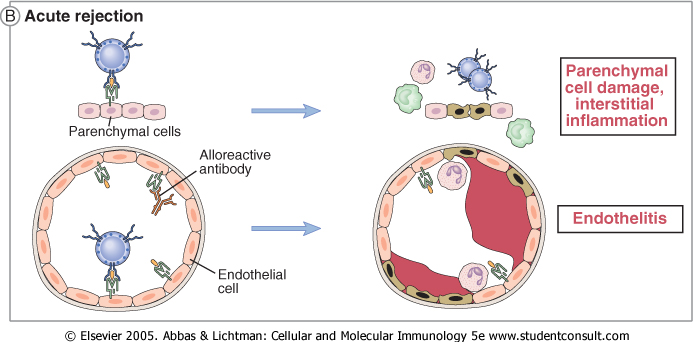 B Acute rejection
Parenchymal cells
Parenchymal
cell damage,
interstitial
inflammation
Alloreactive
antibody
Endothelial
cell
Endothelitis
© Elsevier 2005. Abbas & Lichtman: Cellular and Molecular Immunology 5e www.studentconsult.com